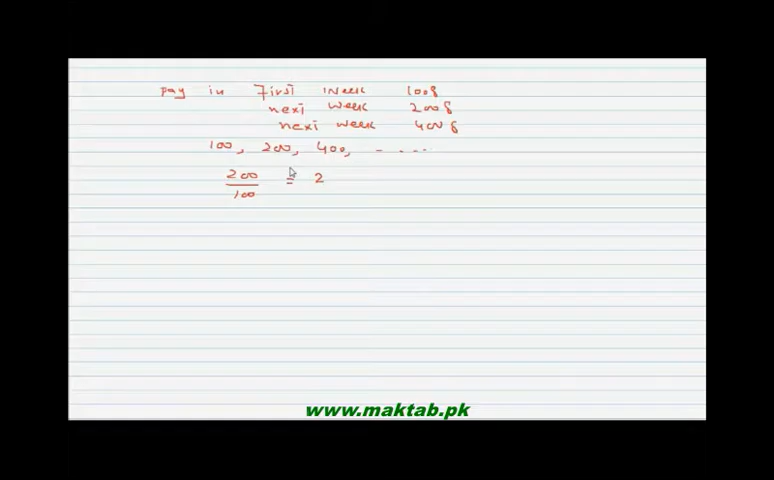 pay in First week 100$
next week 200$
next week 400$
100, 200, 400, - . . . .
200
100
= 2
www.maktab.pk